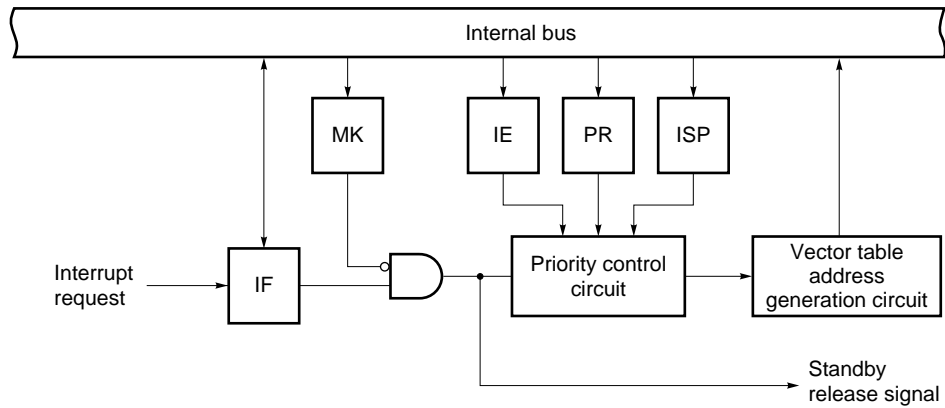 Internal bus
MK
IE
PR
ISP
Interrupt
request
IF
Priority control
circuit
Vector table
address
generation circuit
Standby
release signal